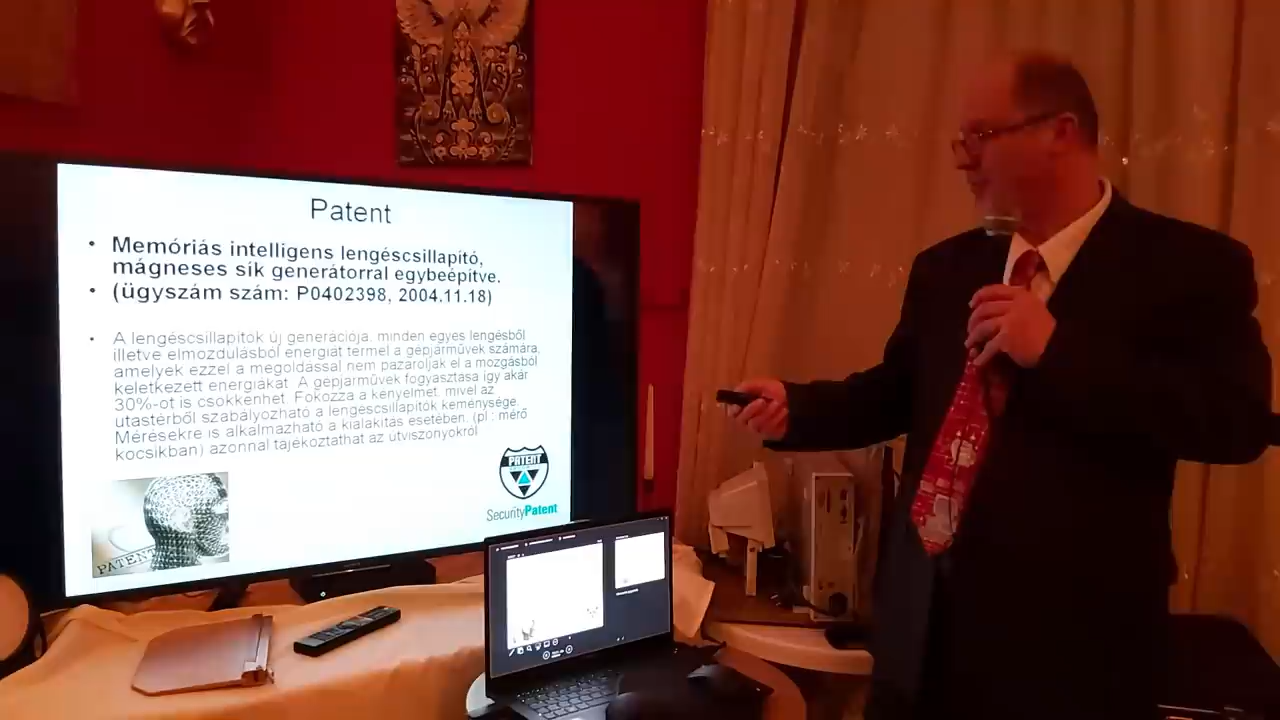 Patent
• Memóriás intelligens lengéscsillapító,
mágneses sík generátorral egybeépítve.
• (ügyszám szám: P0402398, 2004.11.18)
• A lengéscsillapítók új generációja, minden egyes lengésből
illetve elmozdulásból energiát termel a gépjárművek számára,
amelyek ezzel a megoldással nem pazarolják el a mozgásból
keletkezett energiákat. A gépjárművek fogyasztása így akár
30%-ot is csökkenhet. Fokozza a kényelmet, mivel az
utastérből szabályozható a lengéscsillapítók keménysége.
Mérésekre is alkalmazható a kialakítás esetében, (pl.: mérő
kocsikban) azonnal tájékoztathat az útviszonyokról
PATENT
SecurityPatent
PATENT